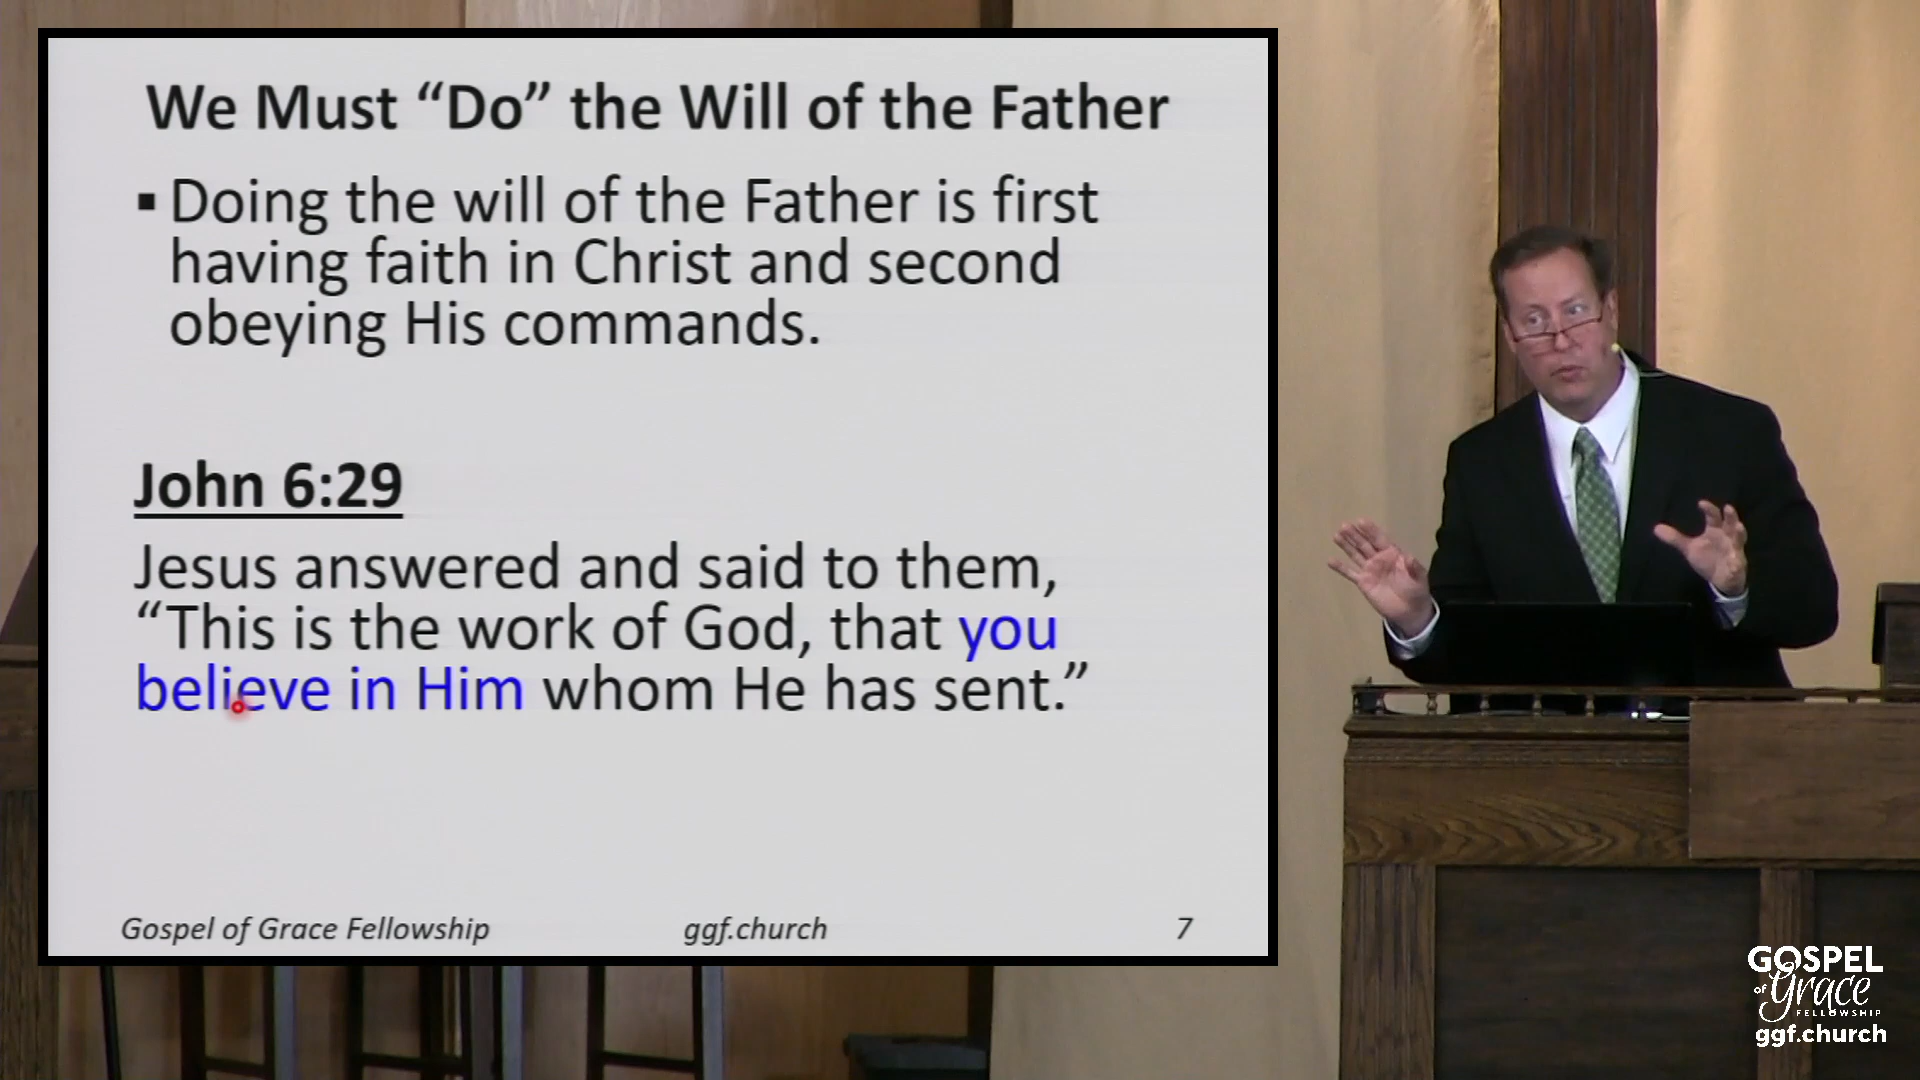 We Must “Do” the Will of the Father
▪ Doing the will of the Father is first
having faith in Christ and second
obeying His commands.
John 6:29
Jesus answered and said to them,
“This is the work of God, that you
believe in Him whom He has sent.”
Gospel of Grace Fellowship ggf.church 7
GOSPEL
of Grace
FELLOWSHIP
ggf.church